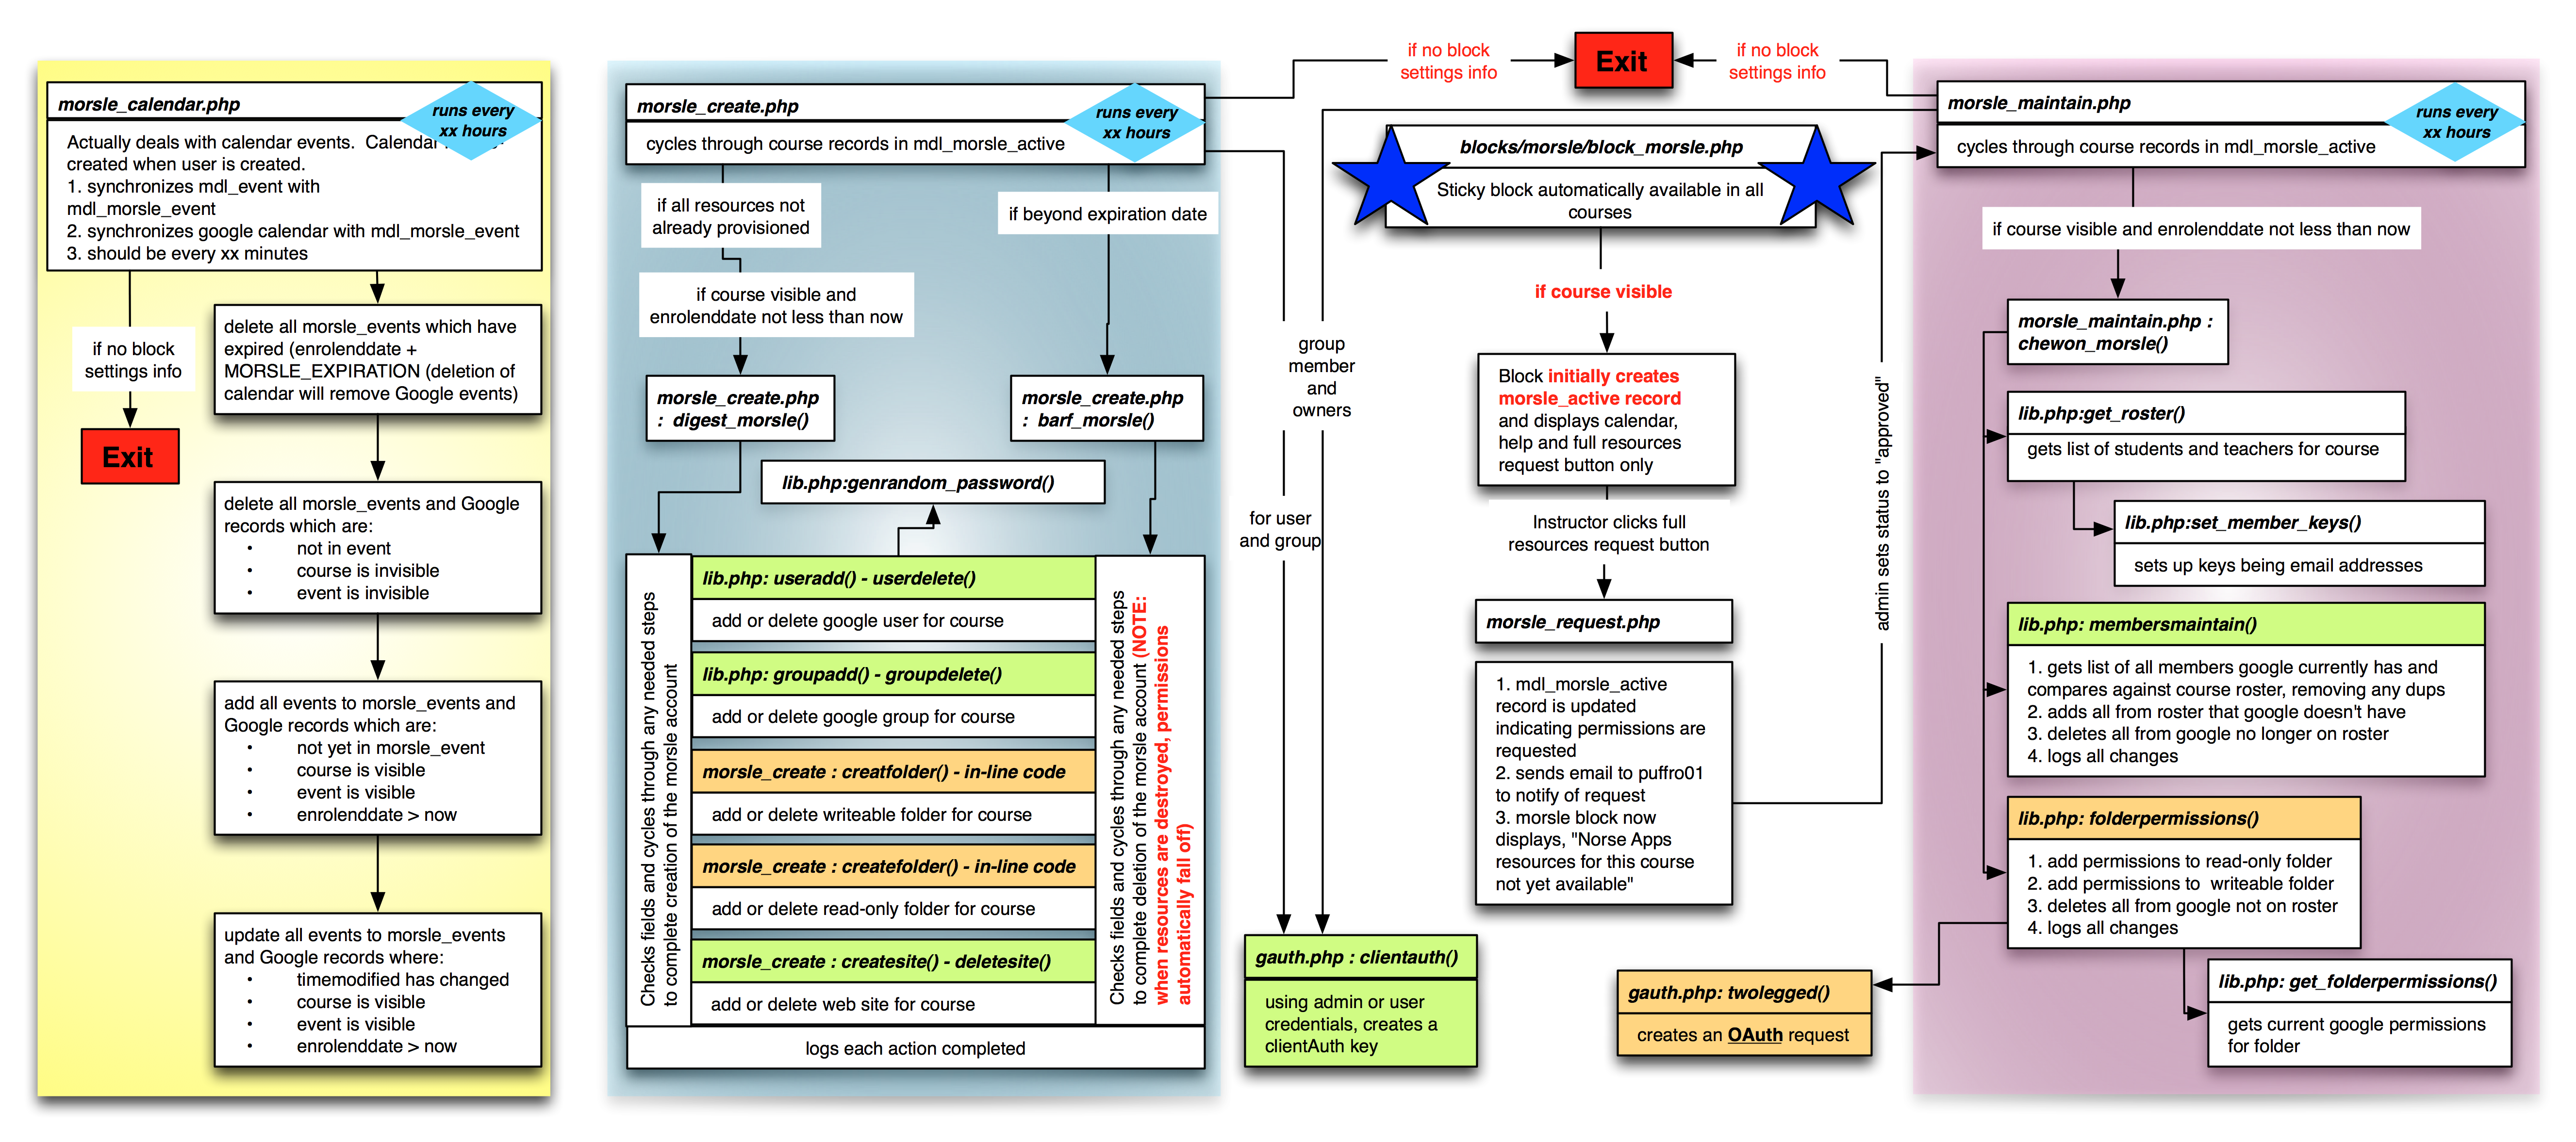 morsle_calendar.php
runs every
xx hours
Actually deals with calendar events. Calendar
created when user is created.
1. synchronizes mdl_event with
mdl_morsle_event
2. synchronizes google calendar with mdl_morsle_event
3. should be every xx minutes
if no block
settings info
Exit
delete all morsle_events which have
expired (enrolenddate +
MORSLE_EXPIRATION (deletion of
calendar will remove Google events)
delete all morsle_events and Google
records which are:
• not in event
• course is invisible
• event is invisible
add all events to morsle_events and
Google records which are:
• not yet in morsle_event
• course is visible
• event is visible
• enrolenddate > now
update all events to morsle_events
and Google records where:
• timemodified has changed
• course is visible
• event is visible
• enrolenddate > now
morsle_create.php
runs every
xx hours
cycles through course records in mdl_morsle_active
if all resources not
already provisioned
if beyond expiration date
if course visible and
enrolenddate not less than now
morsle_create.php
: digest_morsle()
morsle_create.php
: barf_morsle()
lib.php:genrandom_password()
Checks fields and cycles through any needed steps
to complete creation of the morsle account
lib.php: useradd() - userdelete()
add or delete google user for course
lib.php: groupadd() - groupdelete()
add or delete google group for course
morsle_create : creatfolder() - in-line code
add or delete writeable folder for course
morsle_create : createfolder() - in-line code
add or delete read-only folder for course
morsle_create : createsite() - deletesite()
add or delete web site for course
Checks fields and cycles through any needed steps
to complete deletion of the morsle account (NOTE:
when resources are destroyed, permissions
automatically fall off)
logs each action completed
if no block
settings info
Exit
if no block
settings info
blocks/morsle/block_morsle.php
Sticky block automatically available in all
courses
if course visible
group
member
and
owners
for user
and group
Block initially creates
morsle_active record
and displays calendar,
help and full resources
request button only
Instructor clicks full
resources request button
morsle_request.php
1. mdl_morsle_active
record is updated
indicating permissions are
requested
2. sends email to puffro01
to notify of request
3. morsle block now
displays, "Norse Apps
resources for this course
not yet available"
admin sets status to "approved"
gauth.php : clientauth()
using admin or user
credentials, creates a
clientAuth key
gauth.php: twolegged()
creates an OAuth request
morsle_maintain.php
runs every
xx hours
cycles through course records in mdl_morsle_active
if course visible and enrolenddate not less than now
morsle_maintain.php :
chewon_morsle()
lib.php:get_roster()
gets list of students and teachers for course
lib.php:set_member_keys()
sets up keys being email addresses
lib.php: membersmaintain()
1. gets list of all members google currently has and
compares against course roster, removing any dups
2. adds all from roster that google doesn't have
3. deletes all from google no longer on roster
4. logs all changes
lib.php: folderpermissions()
1. add permissions to read-only folder
2. add permissions to writeable folder
3. deletes all from google not on roster
4. logs all changes
lib.php: get_folderpermissions()
gets current google permissions
for folder